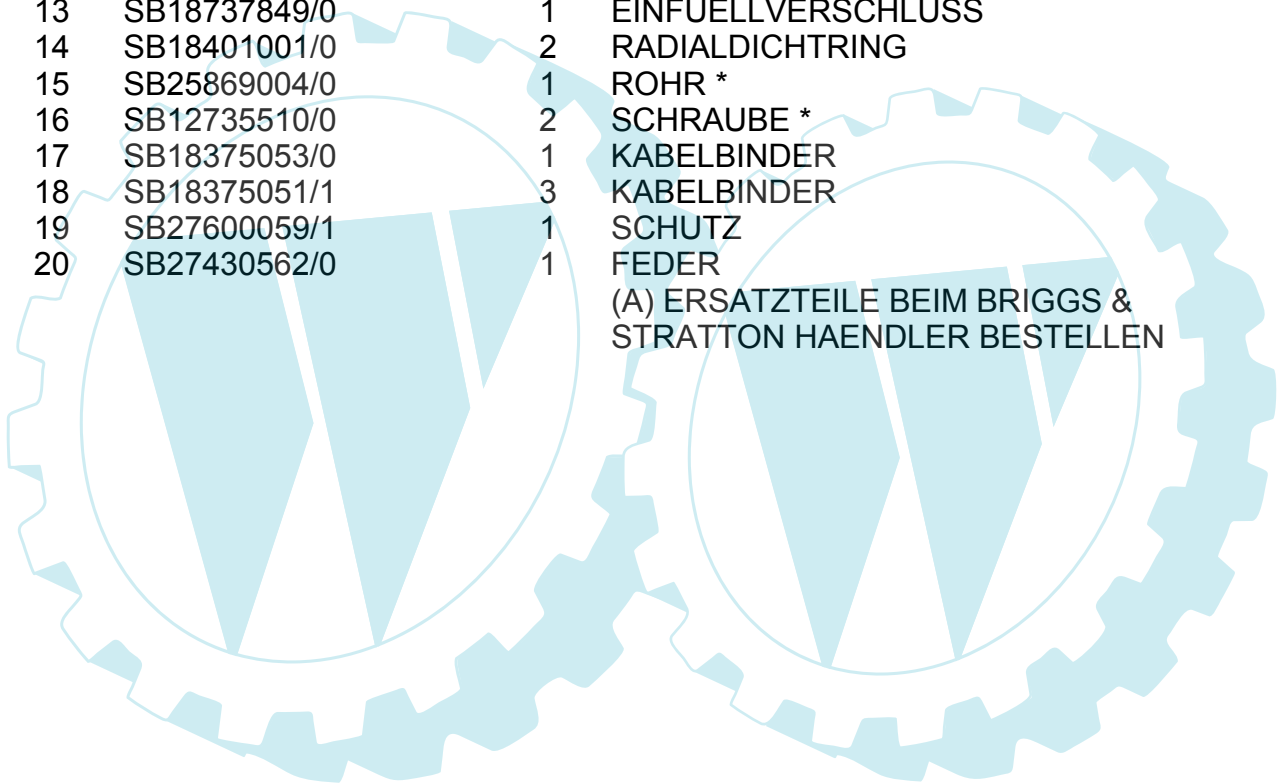 13 SB18737849/0 1 EINFUELLVERSCHLUSS
14 SB18401001/0 2 RADIALDICHTRING
15 SB25869004/0 1 ROHR *
16 SB12735510/0 2 SCHRAUBE *
17 SB18375053/0 1 KABELBINDER
18 SB18375051/1 3 KABELBINDER
19 SB27600059/1 1 SCHUTZ
20 SB27430562/0 1 FEDER
(A) ERSATZTEILE BEIM BRIGGS &
STRATTON HAENDLER BESTELLEN